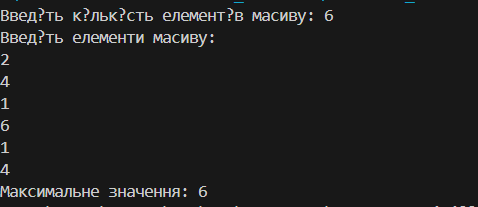 Введ?ть к?льк?сть елемент?в масиву: 6
Введ?ть елементи масиву:
2
4
1
6
1
4
Максимальне значення: 6